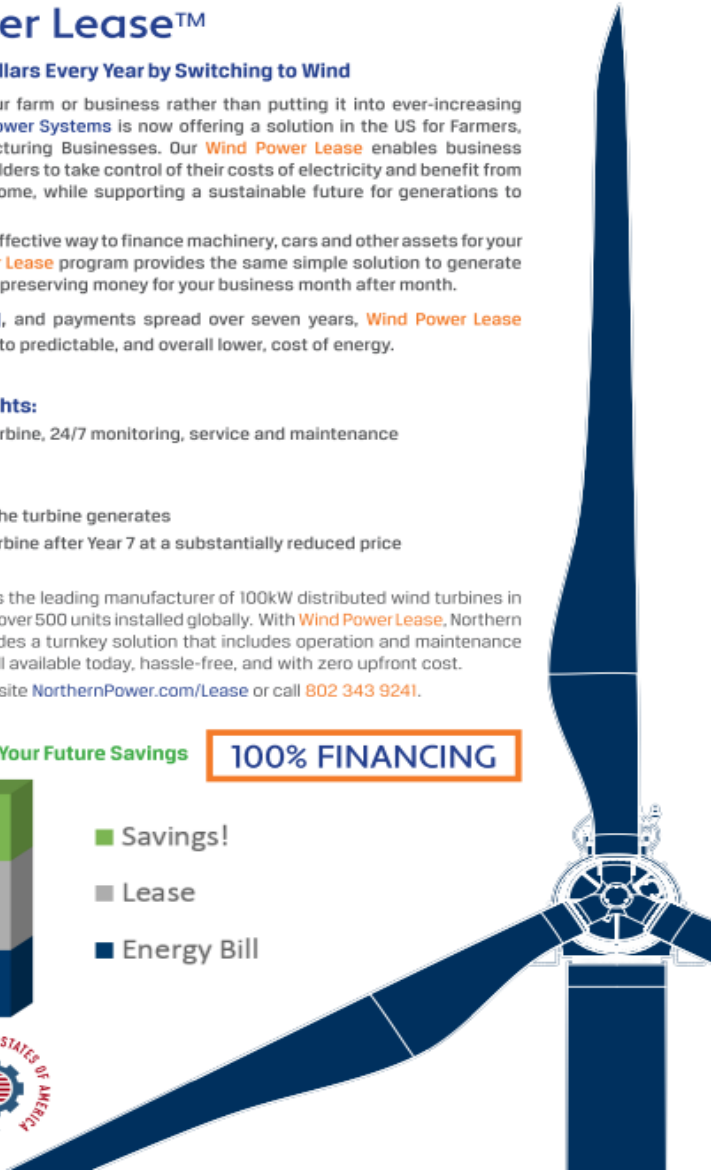 er Lease™
llars Every Year by Switching to Wind
ur farm or business rather than putting it into ever-increasing
ower Systems is now offering a solution in the US for Farmers,
cturing Businesses. Our Wind Power Lease enables business
lders to take control of their costs of electricity and benefit from
ome, while supporting a sustainable future for generations to
ffective way to finance machinery, cars and other assets for your
r Lease program provides the same simple solution to generate
preserving money for your business month after month.
, and payments spread over seven years, Wind Power Lease
to predictable, and overall lower, cost of energy.
hts:
rbine, 24/7 monitoring, service and maintenance
he turbine generates
rbine after Year 7 at a substantially reduced price
s the leading manufacturer of 100kW distributed wind turbines in
over 500 units installed globally. With Wind Power Lease, Northern
des a turnkey solution that includes operation and maintenance
ll available today, hassle-free, and with zero upfront cost.
site NorthernPower.com/Lease or call 802 343 9241.
Your Future Savings
100% FINANCING
Savings!
Lease
Energy Bill
STATES OF AMERICA